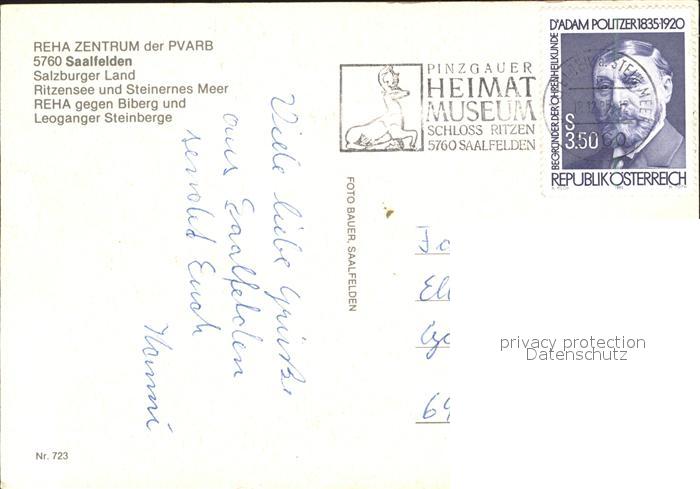 REHA ZENTRUM der PVARB
5760 Saalfelden
Salzburger Land
Ritzensee und Steinernes Meer
REHA gegen Biberg und
Leoganger Steinberge
PINZGAUER
HEIMAT
MUSEUM
SCHLOSS RITZEN
5760 SAALFELDEN
DR ADAM POLITZER 1835-1920
BEGRÜNDER DER OHRENHEILKUNDE
S
3.50
REPUBLIK ÖSTERREICH
Viele liebe Grüße
aus Saalfelden
sendet Euch
Hanni
FOTO BAUER, SAALFELDEN
privacy protection
Datenschutz
Nr. 723